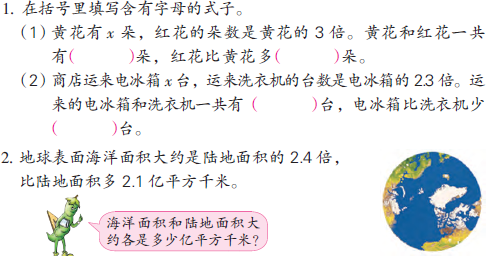 1. 在括号里填写含有字母的式子。
(1) 黄花有 x 朵，红花的朵数是黄花的 3 倍。黄花和红花一共
有(　　)朵，红花比黄花多(　　)朵。
(2) 商店运来电冰箱 x 台，运来洗衣机的台数是电冰箱的 2.3 倍。运
来的电冰箱和洗衣机一共有 (　　)台，电冰箱比洗衣机少
(　　)台。
2. 地球表面海洋面积大约是陆地面积的 2.4 倍，
比陆地面积多 2.1 亿平方千米。
海洋面积和陆地面积大
约各是多少亿平方千米？